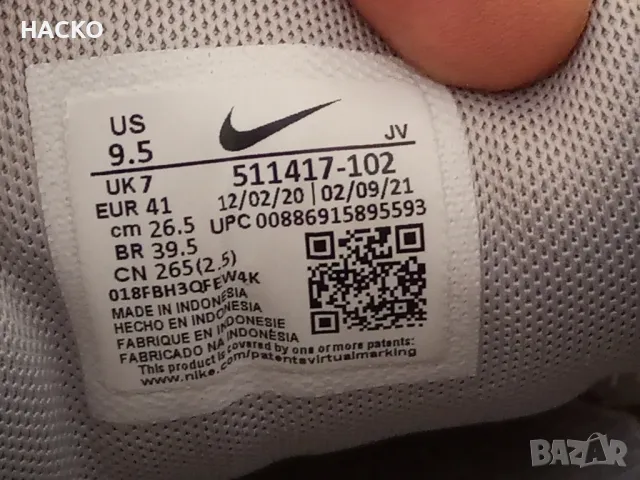 HACKO
US
9.5
JV
UK 7
511417-102
EUR 41
12/02/20 | 02/09/21
cm 26.5
UPC 00886915895593
BR 39.5
CN 265(2.5)
018FBH3QFEW4K
MADE IN INDONESIA
HECHO EN INDONESIA
FABRIQUE EN INDONESIE
FABRICADO NA INDONÉSIA
This product is covered by one or more patents
www.nike.com/patentsvirtualmarking
BAZAR